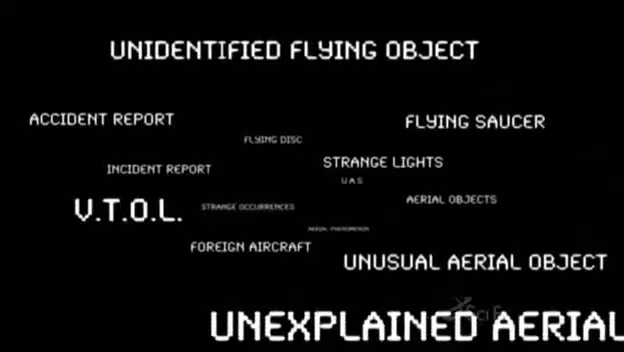 UNIDENTIFIED FLYING OBJECT
ACCIDENT REPORT
FLYING SAUCER
FLYING DISC
STRANGE LIGHTS
INCIDENT REPORT
U A S
AERIAL OBJECTS
V.T.O.L.
STRANGE OCCURRENCES
AERIAL PHENOMENON
FOREIGN AIRCRAFT
UNUSUAL AERIAL OBJECT
UNEXPLAINED AERIAL